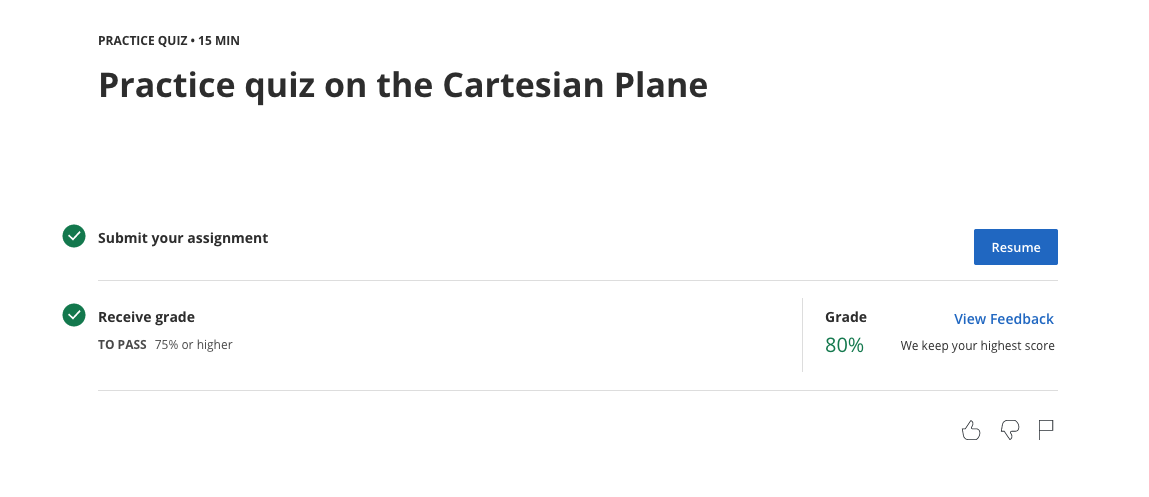 PRACTICE QUIZ • 15 MIN
Practice quiz on the Cartesian Plane
Submit your assignment
Resume
Receive grade
TO PASS 75% or higher
Grade
80%
View Feedback
We keep your highest score